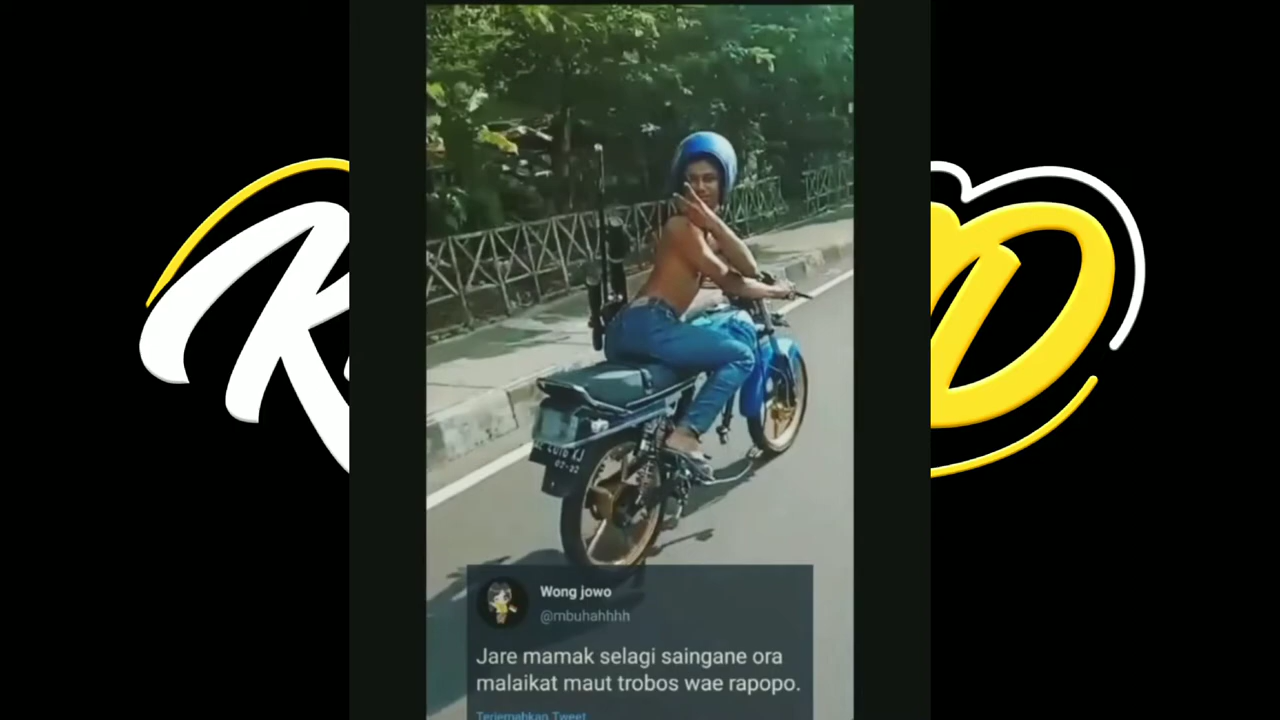 K
D
Wong jowo
@mbuhahhhh
Jare mamak selagi saingane ora
malaikat maut trobos wae rapopo.
Terjemahkan Tweet